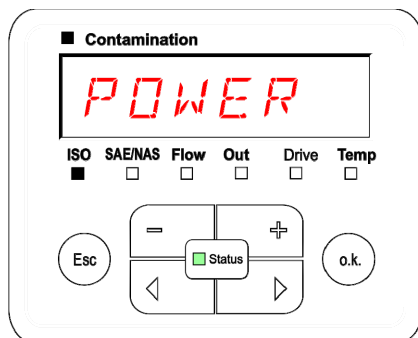 Contamination
POWER
ISO SAE/NAS Flow Out Drive Temp
− +
Esc Status o.k.